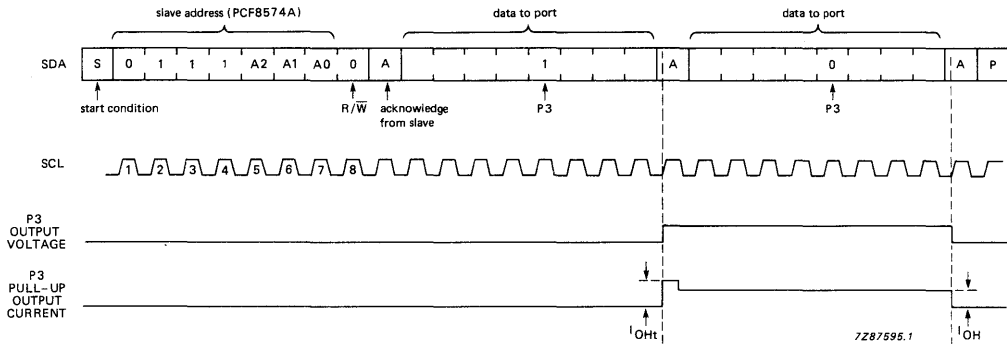 slave address (PCF8574A)
data to port
data to port
SDA
S 0 1 1 1 A2 A1 A0 0 A 1 A 0 A P
start condition
R/W
acknowledge
from slave
P3
P3
SCL
1 2 3 4 5 6 7 8
P3
OUTPUT
VOLTAGE
P3
PULL-UP
OUTPUT
CURRENT
IOHt
7Z87595.1
IOH